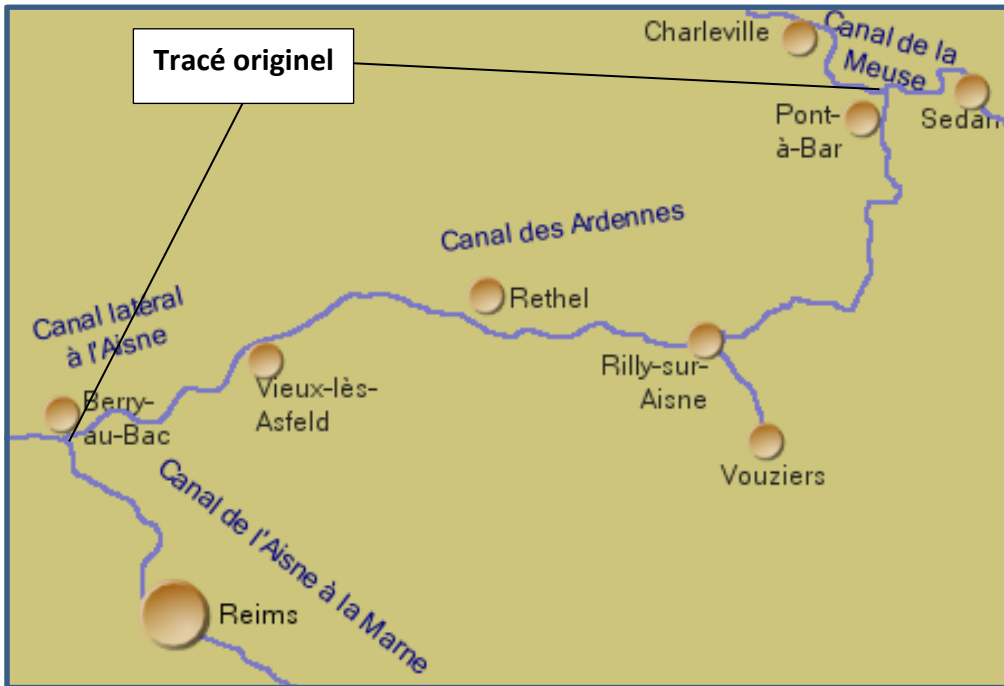 Tracé originel
Charleville
Canal de la
Meuse
Pont-
à-Bar
Sedan
Canal des Ardennes
Rethel
Canal lateral
à l'Aisne
Rilly-sur-
Aisne
Vieux-lès-
Asfeld
Berry-
au-Bac
Vouziers
Canal de l'Aisne à la Marne
Reims